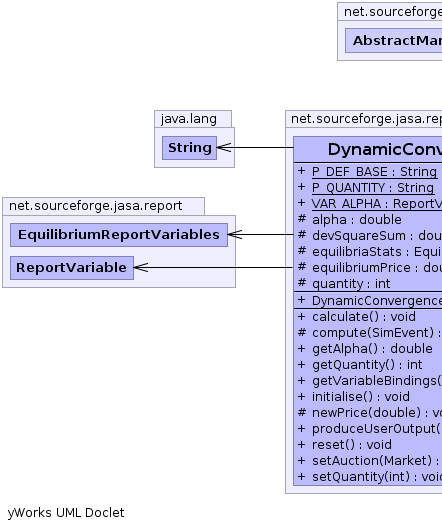 net.sourceforge
AbstractMar
java.lang
String
net.sourceforge.jasa.rep
DynamicConv
+ P_DEF_BASE : String
+ P_QUANTITY : String
+ VAR_ALPHA : ReportV
# alpha : double
# devSquareSum : dou
# equilibriaStats : Equi
# equilibriumPrice : dou
# quantity : int
+ DynamicConvergence
+ calculate() : void
# compute(SimEvent) :
+ getAlpha() : double
+ getQuantity() : int
+ getVariableBindings(
+ initialise() : void
# newPrice(double) : vo
+ produceUserOutput(
+ reset() : void
+ setAuction(Market) :
+ setQuantity(int) : void
net.sourceforge.jasa.report
EquilibriumReportVariables
ReportVariable
yWorks UML Doclet